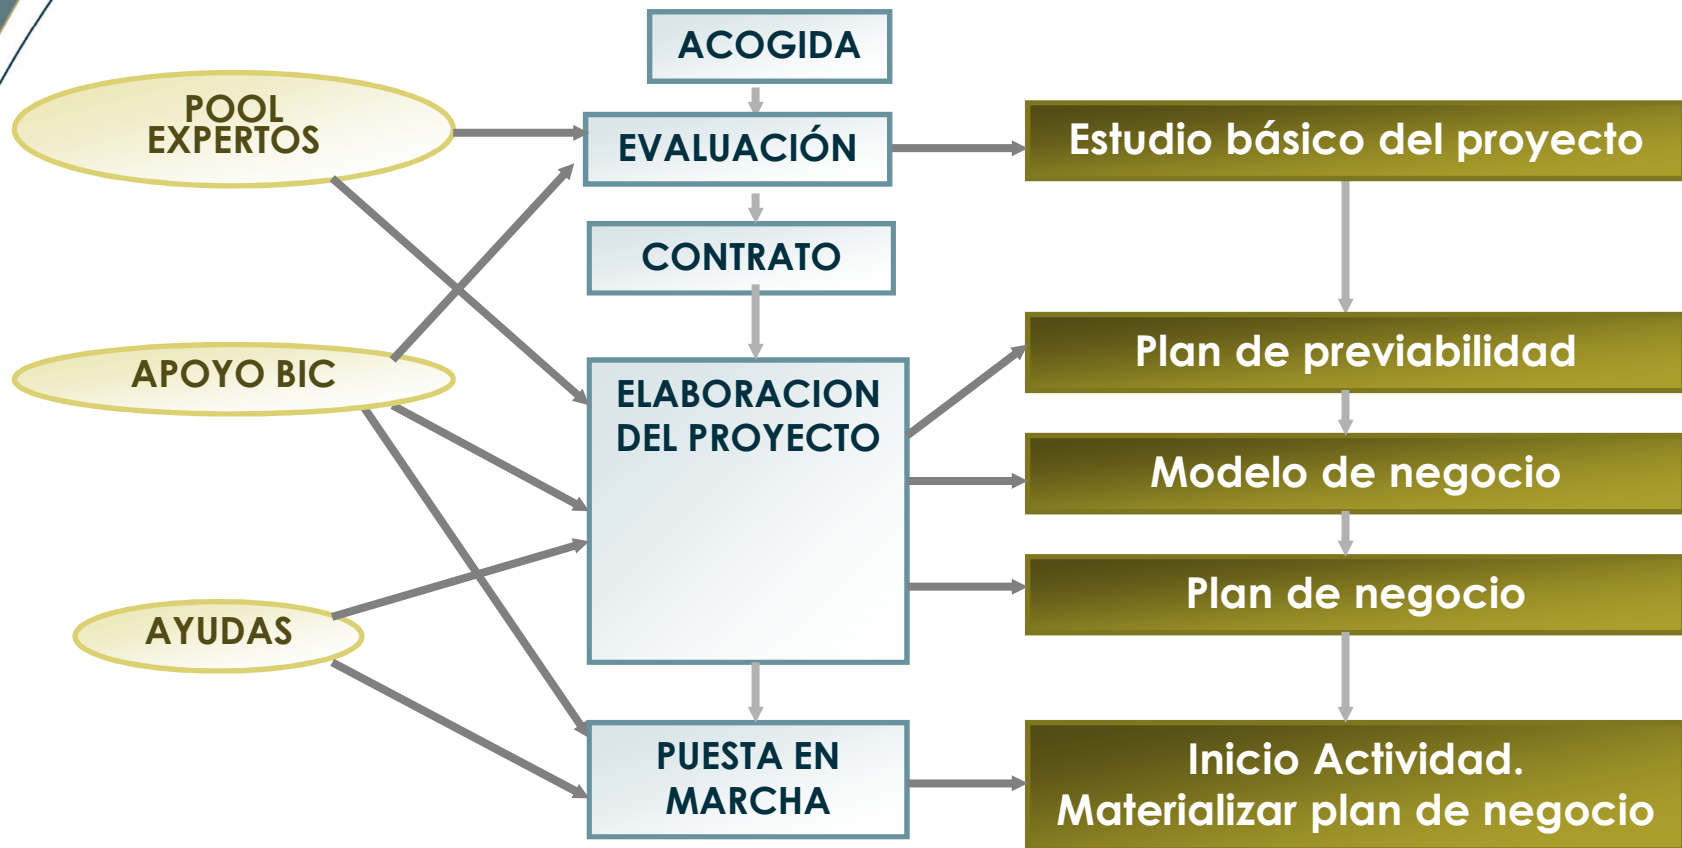 ACOGIDA
POOL
EXPERTOS
EVALUACIÓN
Estudio básico del proyecto
CONTRATO
APOYO BIC
ELABORACION
DEL PROYECTO
Plan de previabilidad
Modelo de negocio
Plan de negocio
AYUDAS
PUESTA EN
MARCHA
Inicio Actividad.
Materializar plan de negocio